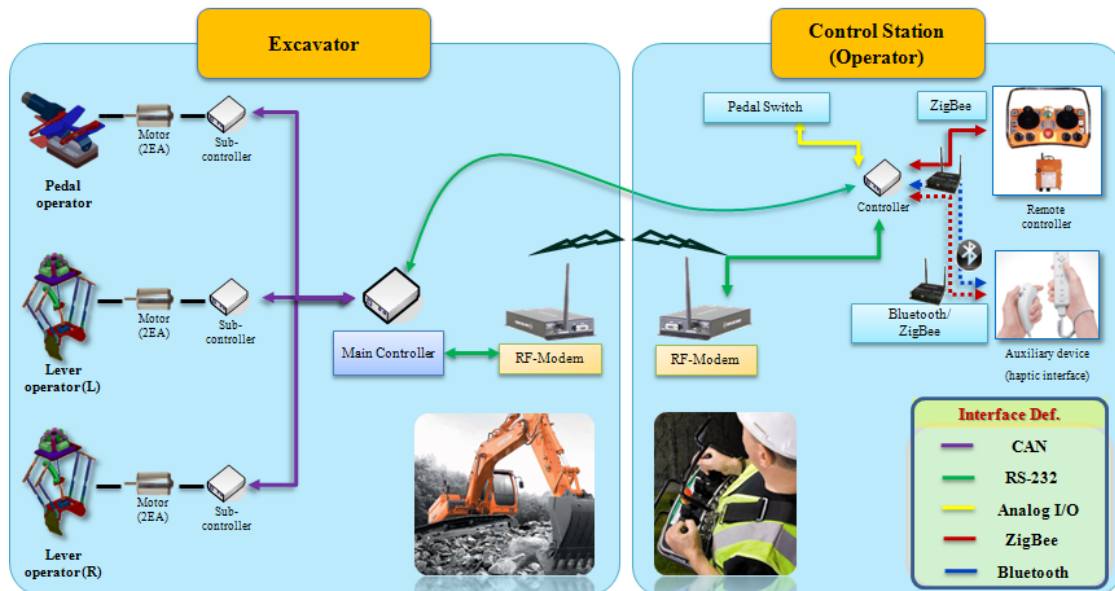 Excavator
Control Station
(Operator)
Pedal Switch
ZigBee
Motor
(2EA)
Sub-
controller
Pedal
operator
Controller
Remote
controller
Motor
(2EA)
Sub-
controller
Lever
operator(L)
Main Controller
RF-Modem
RF-Modem
Bluetooth/
ZigBee
Auxiliary device
(haptic interface)
Motor
(2EA)
Sub-
controller
Lever
operator(R)
Interface Def.
CAN
RS-232
Analog I/O
ZigBee
Bluetooth